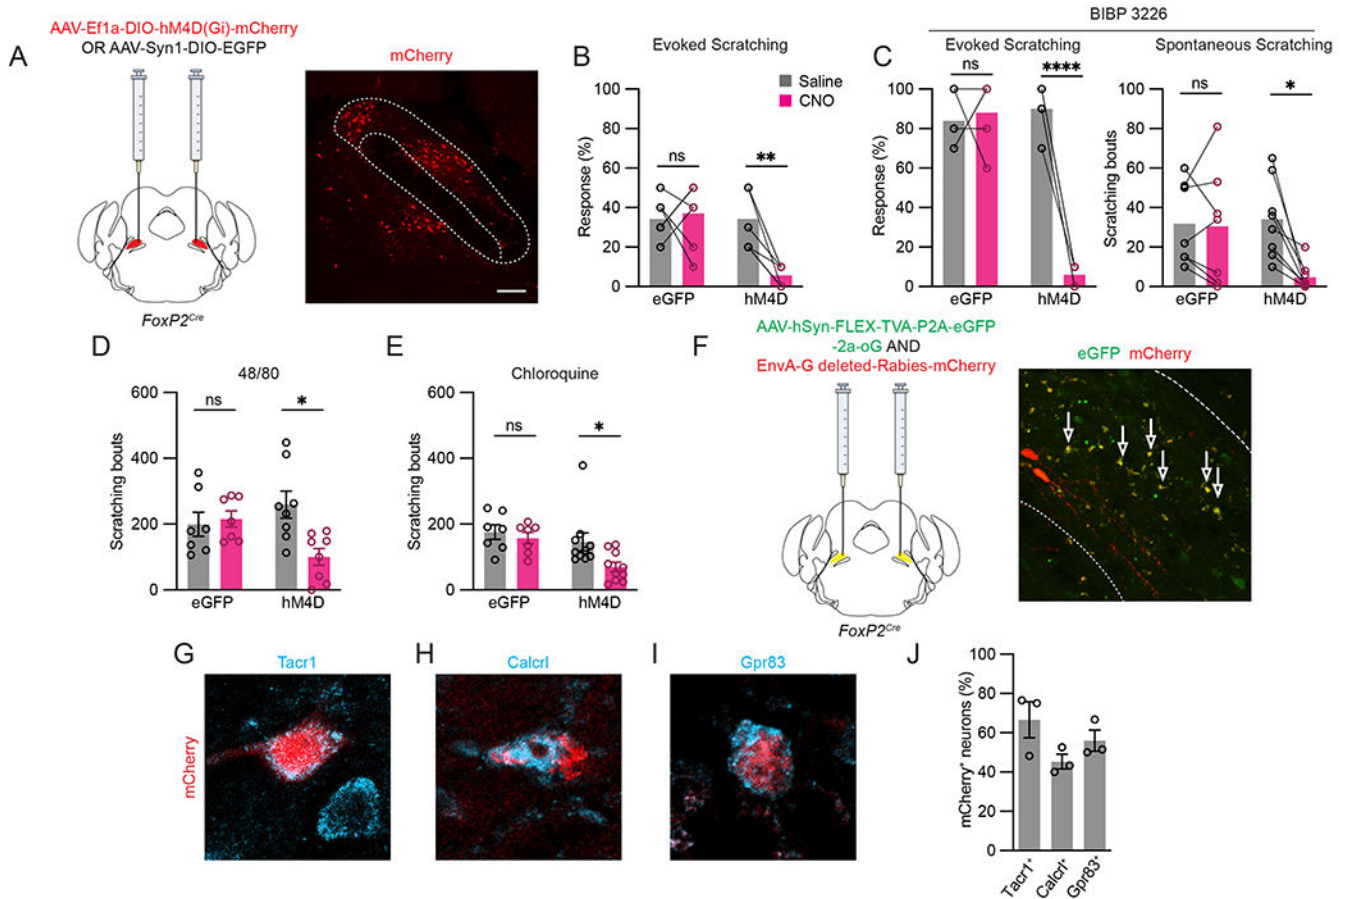 A
AAV-Ef1a-DIO-hM4D(Gi)-mCherry
OR AAV-Syn1-DIO-EGFP
FoxP2Cre
mCherry
B
Evoked Scratching
Saline
CNO
Response (%)
100
80
60
40
20
0
ns
**
eGFP
hM4D
BIBP 3226
C
Evoked Scratching
Response (%)
100
80
60
40
20
0
ns
****
eGFP
hM4D
Spontaneous Scratching
Scratching bouts
100
80
60
40
20
0
ns
*
eGFP
hM4D
D
48/80
Scratching bouts
600
400
200
0
ns
*
eGFP
hM4D
E
Chloroquine
Scratching bouts
600
400
200
0
ns
*
eGFP
hM4D
F
AAV-hSyn-FLEX-TVA-P2A-eGFP
-2a-oG AND
EnvA-G deleted-Rabies-mCherry
FoxP2Cre
eGFP mCherry
G
Tacr1
mCherry
H
Calcrl
I
Gpr83
J
mCherry+ neurons (%)
100
80
60
40
20
0
Tacr1+
Calcrl+
Gpr83+